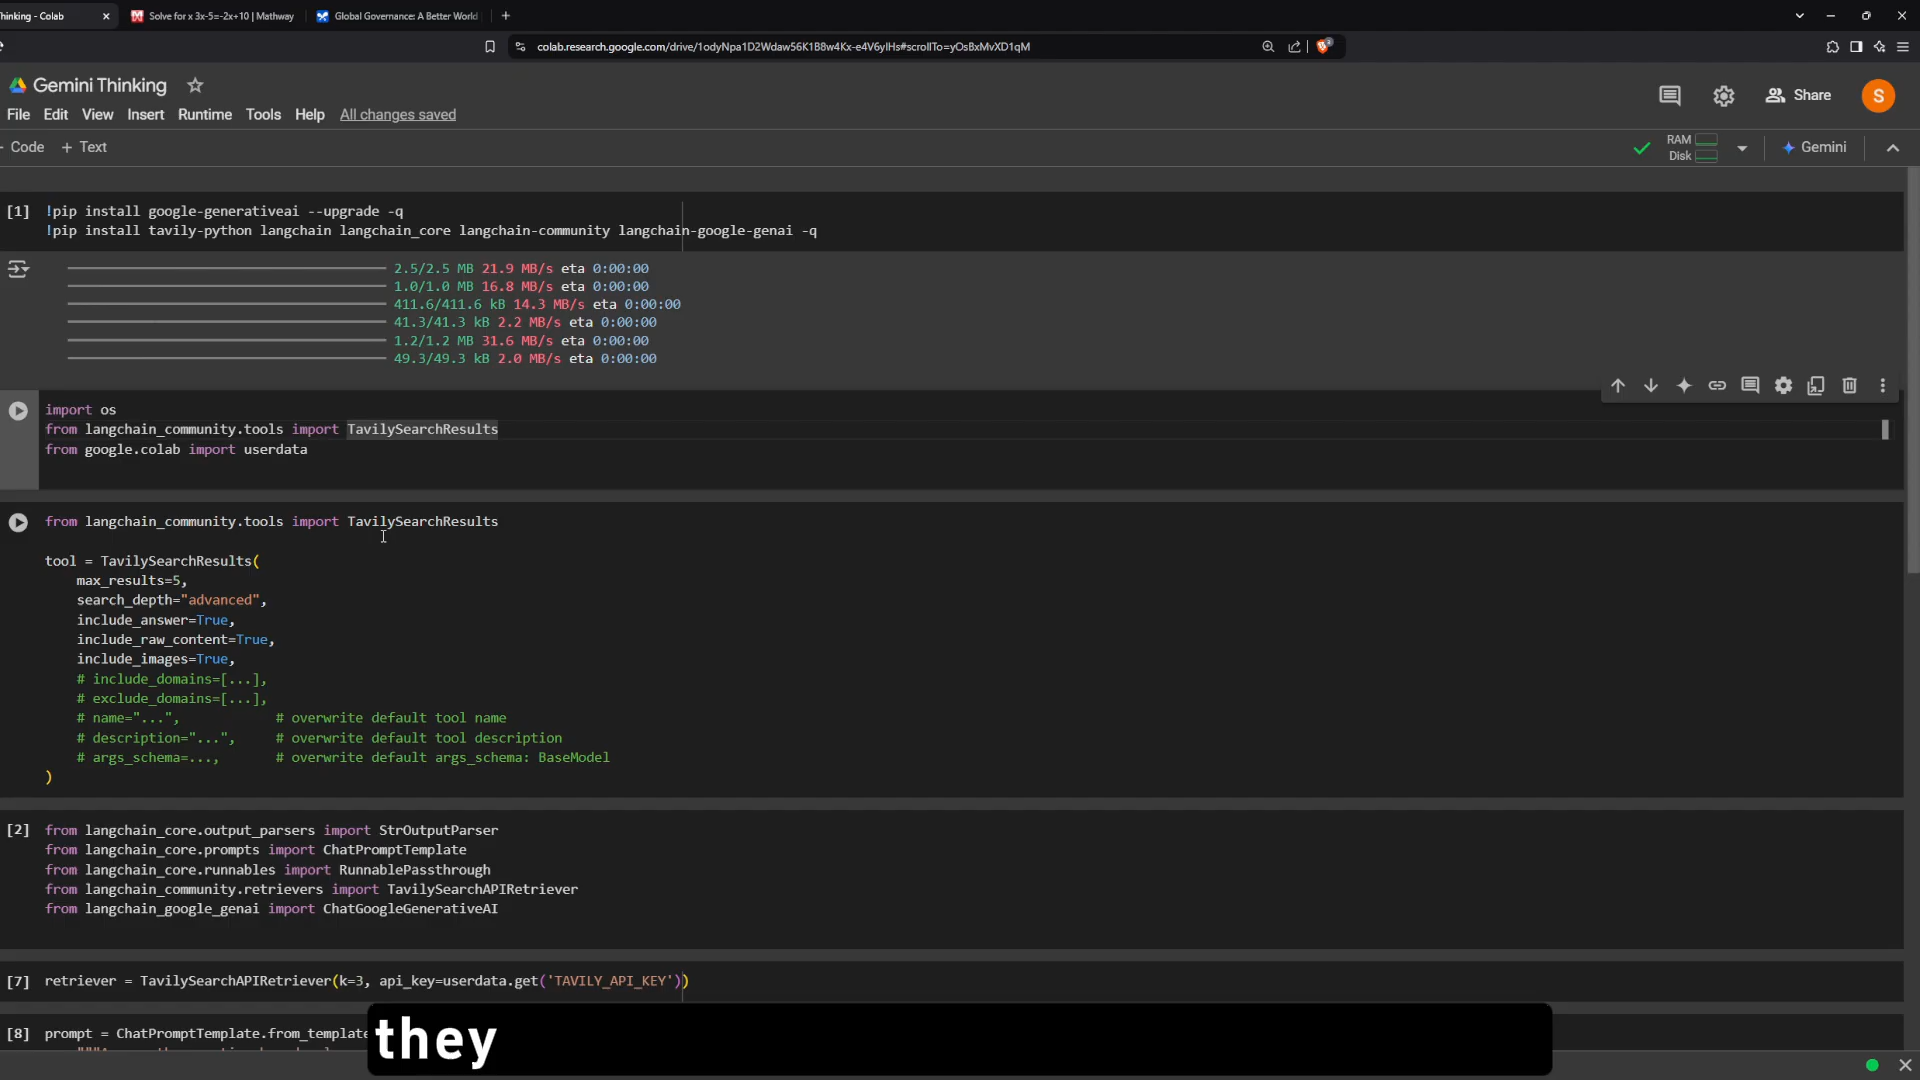 hinking - Colab
Solve for x 3x-5=-2x+10 | Mathway
Global Governance: A Better World
colab.research.google.com/drive/1odyNpa1D2Wdaw56K1B8w4Kx-e4V6ylHs#scrollTo=yOsBxMvXD1qM
Gemini Thinking
File Edit View Insert Runtime Tools Help All changes saved
Share
S
Code + Text
RAM
Disk
Gemini
[1] !pip install google-generativeai --upgrade -q
!pip install tavily-python langchain langchain_core langchain-community langchain-google-genai -q
2.5/2.5 MB 21.9 MB/s eta 0:00:00
1.0/1.0 MB 16.8 MB/s eta 0:00:00
411.6/411.6 kB 14.3 MB/s eta 0:00:00
41.3/41.3 kB 2.2 MB/s eta 0:00:00
1.2/1.2 MB 31.6 MB/s eta 0:00:00
49.3/49.3 kB 2.0 MB/s eta 0:00:00
import os
from langchain_community.tools import TavilySearchResults
from google.colab import userdata
from langchain_community.tools import TavilySearchResults
tool = TavilySearchResults(
max_results=5,
search_depth="advanced",
include_answer=True,
include_raw_content=True,
include_images=True,
# include_domains=[...],
# exclude_domains=[...],
# name="...", # overwrite default tool name
# description="...", # overwrite default tool description
# args_schema=..., # overwrite default args_schema: BaseModel
)
[2] from langchain_core.output_parsers import StrOutputParser
from langchain_core.prompts import ChatPromptTemplate
from langchain_core.runnables import RunnablePassthrough
from langchain_community.retrievers import TavilySearchAPIRetriever
from langchain_google_genai import ChatGoogleGenerativeAI
[7] retriever = TavilySearchAPIRetriever(k=3, api_key=userdata.get('TAVILY_API_KEY'))
[8] prompt = ChatPromptTemplate.from_template
they